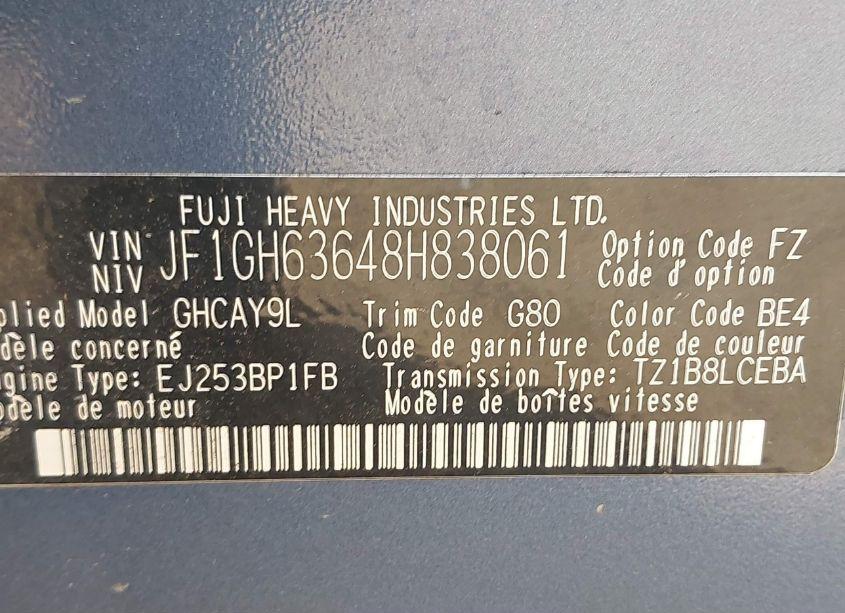 FUJI HEAVY INDUSTRIES LTD.
VIN NIV JF1GH63648H838061 Option Code FZ
Code d'option
plied Model GHCAY9L Trim Code G80 Color Code BE4
dèle concerné Code de garniture Code de couleur
gine Type: EJ253BP1FB Transmission Type: TZ1B8LCEBA
dèle de moteur Modèle de boîtes vitesse